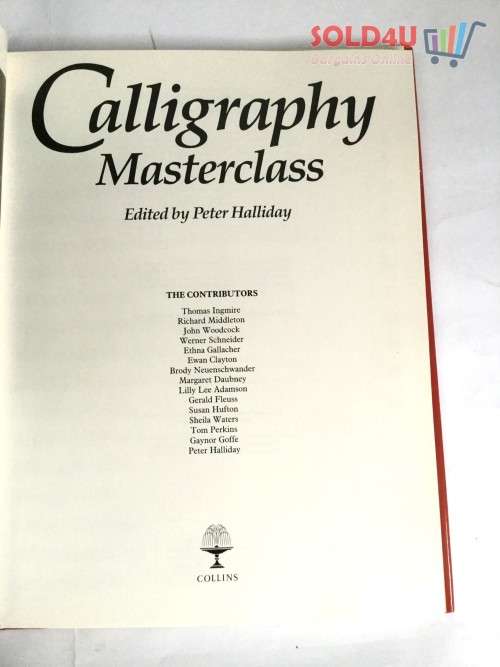 SOLD4U
Bargains Online
Calligraphy
Masterclass
Edited by Peter Halliday
THE CONTRIBUTORS
Thomas Ingmire
Richard Middleton
John Woodcock
Werner Schneider
Ethna Gallacher
Ewan Clayton
Brody Neuenschwander
Margaret Daubney
Lilly Lee Adamson
Gerald Fleuss
Susan Hufton
Sheila Waters
Tom Perkins
Gaynor Goffe
Peter Halliday
COLLINS